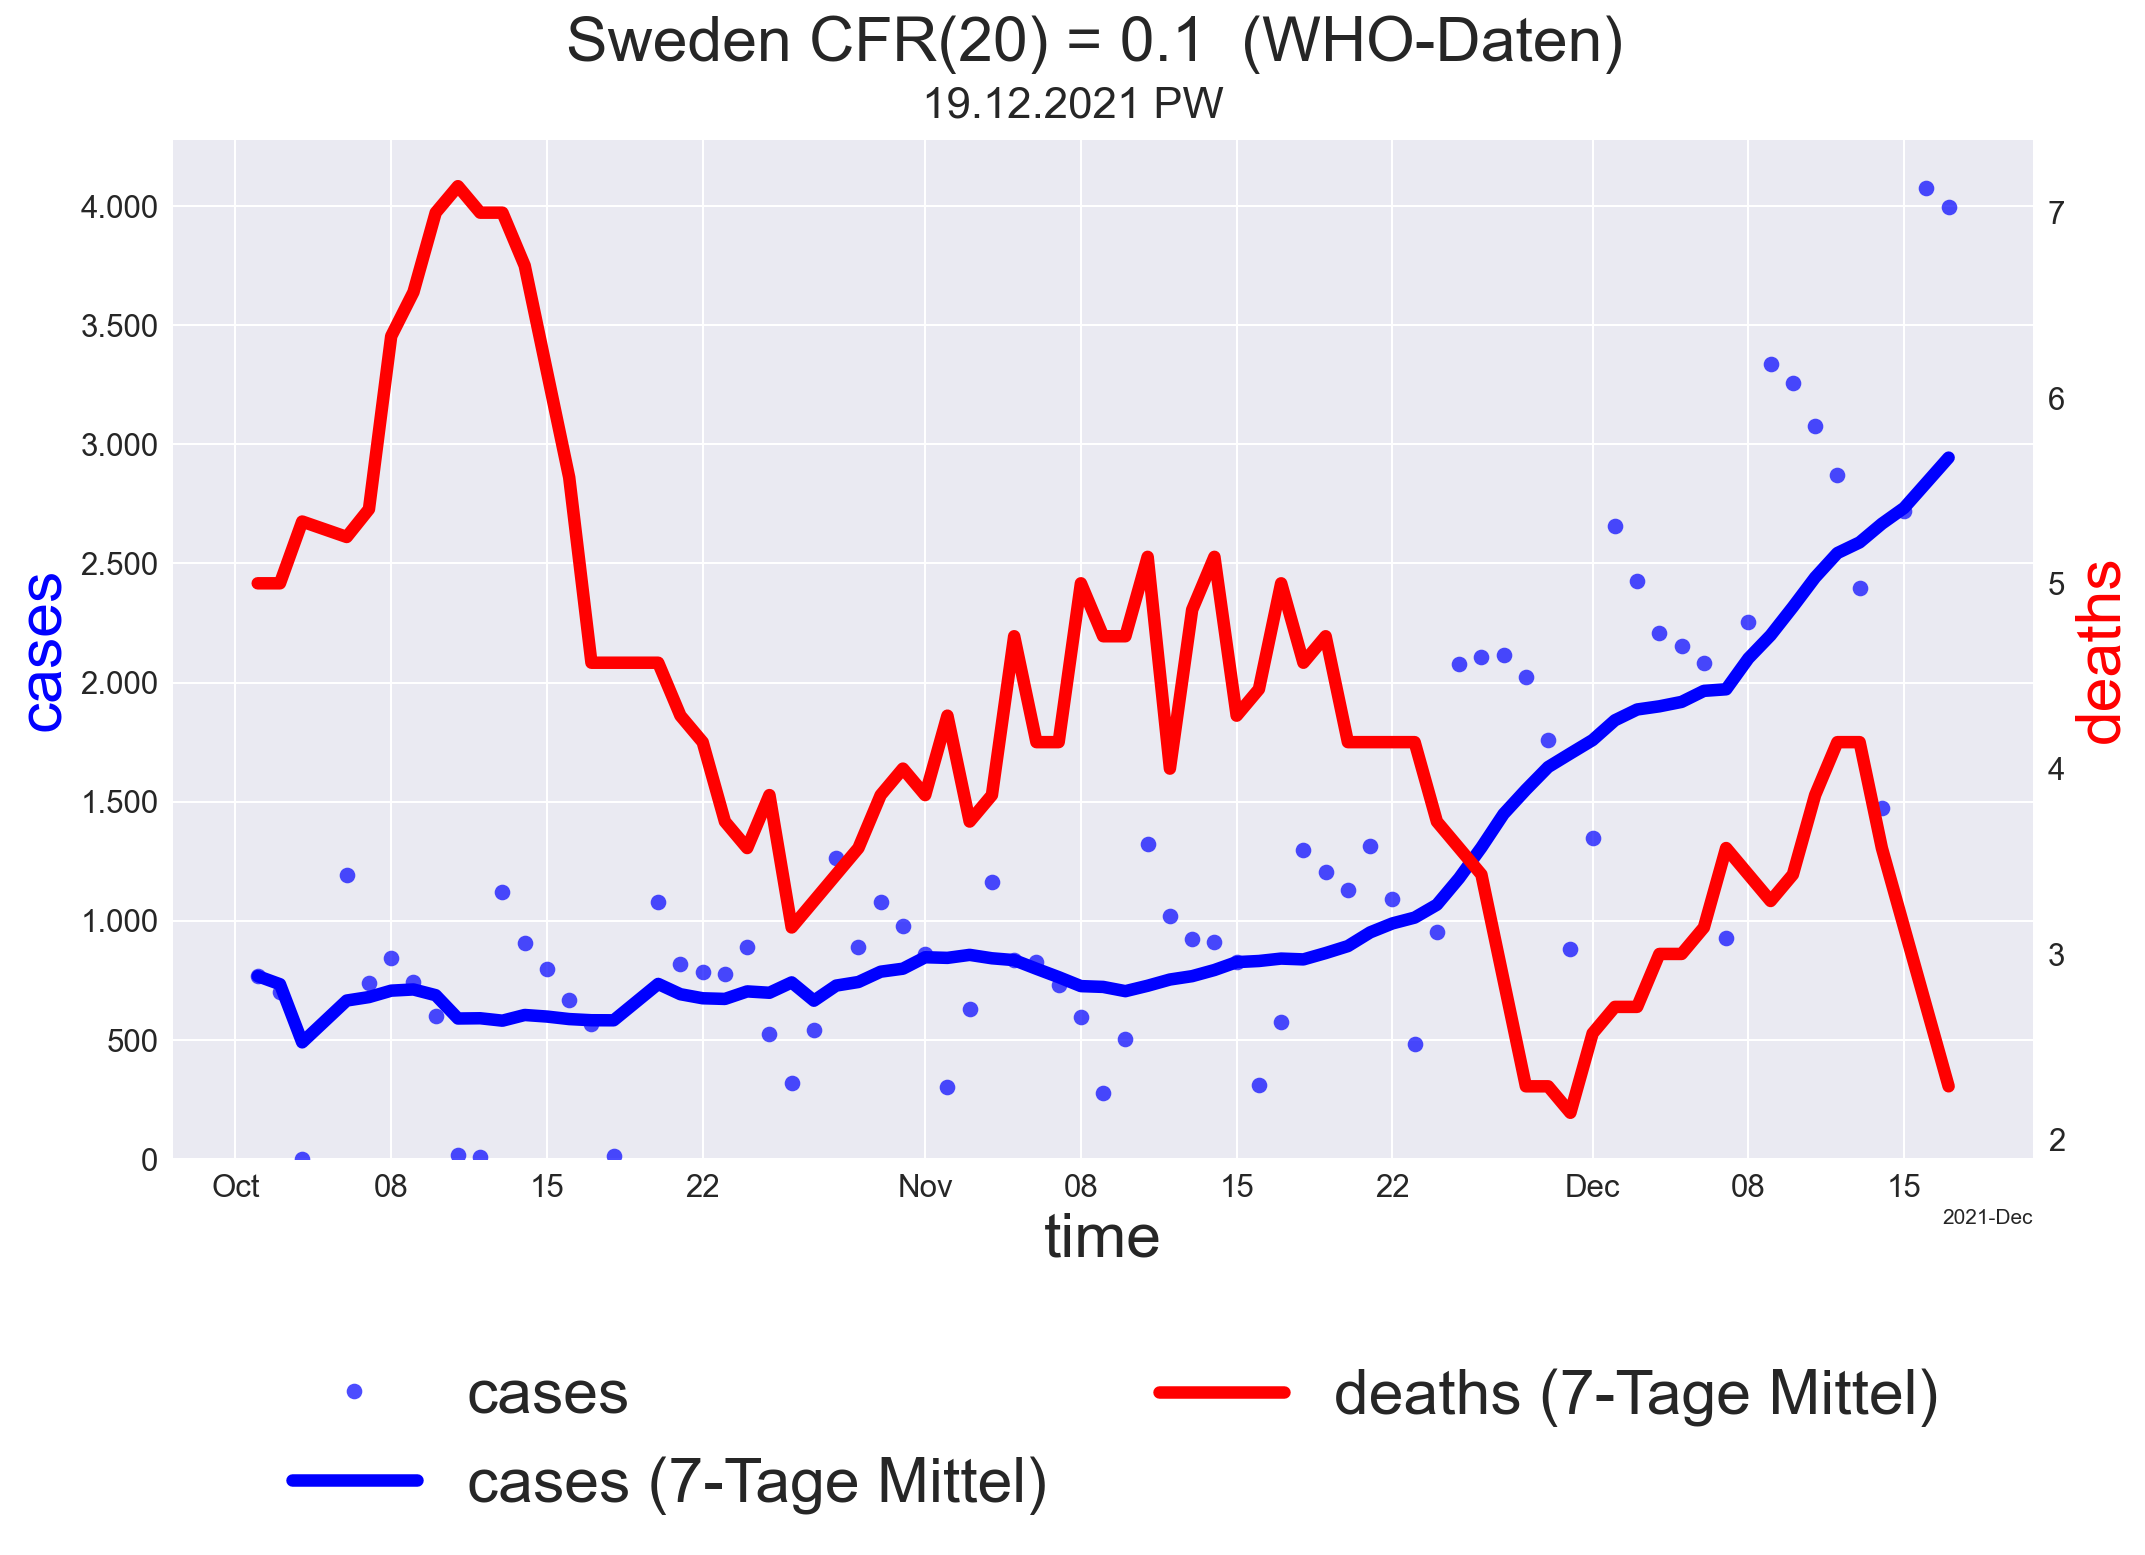 Sweden CFR(20) = 0.1  (WHO-Daten)
19.12.2021 PW
cases
4.000
3.500
3.000
2.500
2.000
1.500
1.000
500
0
7
6
5
4
3
2
deaths
Oct 08 15 22 Nov 08 15 22 Dec 08 15
2021-Dec
time
cases
cases (7-Tage Mittel)
deaths (7-Tage Mittel)